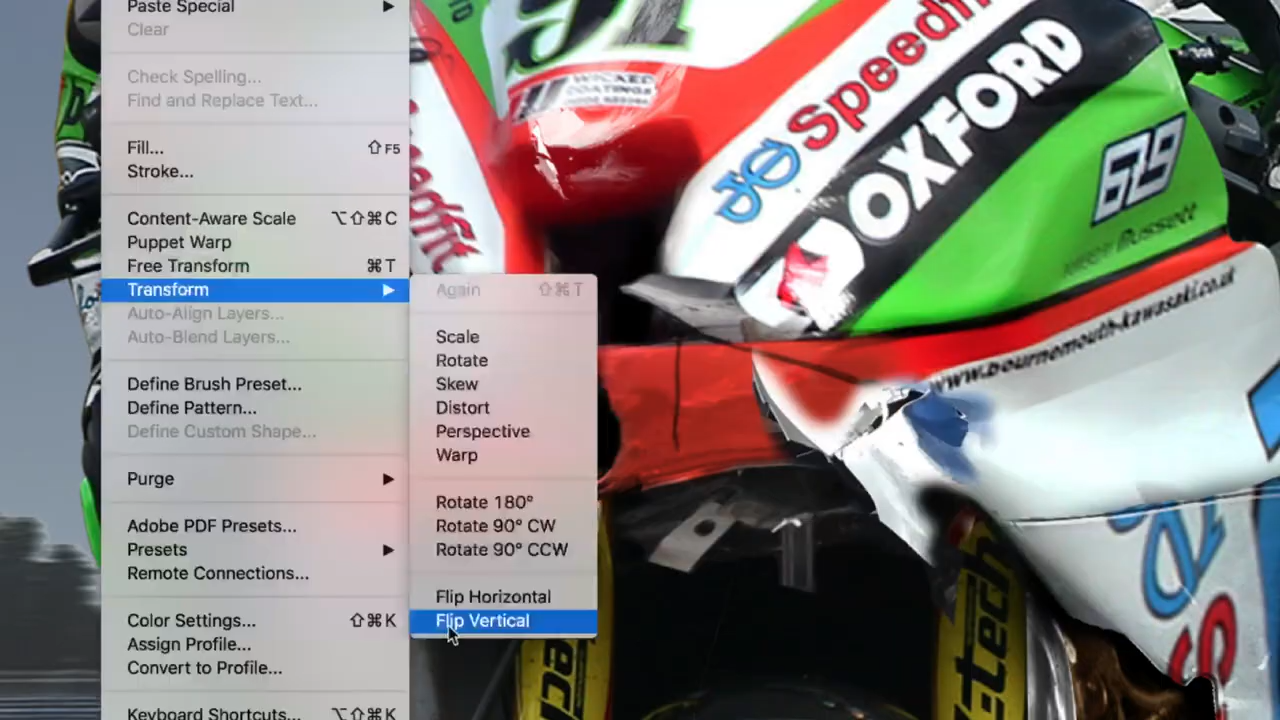 Paste Special
Clear
Check Spelling...
Find and Replace Text...
Fill... ⇧F5
Stroke...
Content-Aware Scale ⌥⇧⌘C
Puppet Warp
Free Transform ⌘T
Transform
Auto-Align Layers...
Auto-Blend Layers...
Define Brush Preset...
Define Pattern...
Define Custom Shape...
Purge
Adobe PDF Presets...
Presets
Remote Connections...
Color Settings... ⇧⌘K
Assign Profile...
Convert to Profile...
Keyboard Shortcuts... ⌥⇧⌘K
Again ⇧⌘T
Scale
Rotate
Skew
Distort
Perspective
Warp
Rotate 180°
Rotate 90° CW
Rotate 90° CCW
Flip Horizontal
Flip Vertical
WICKED
COATINGS
OXFORD
69
www.bournemouth-kawasaki.co.uk